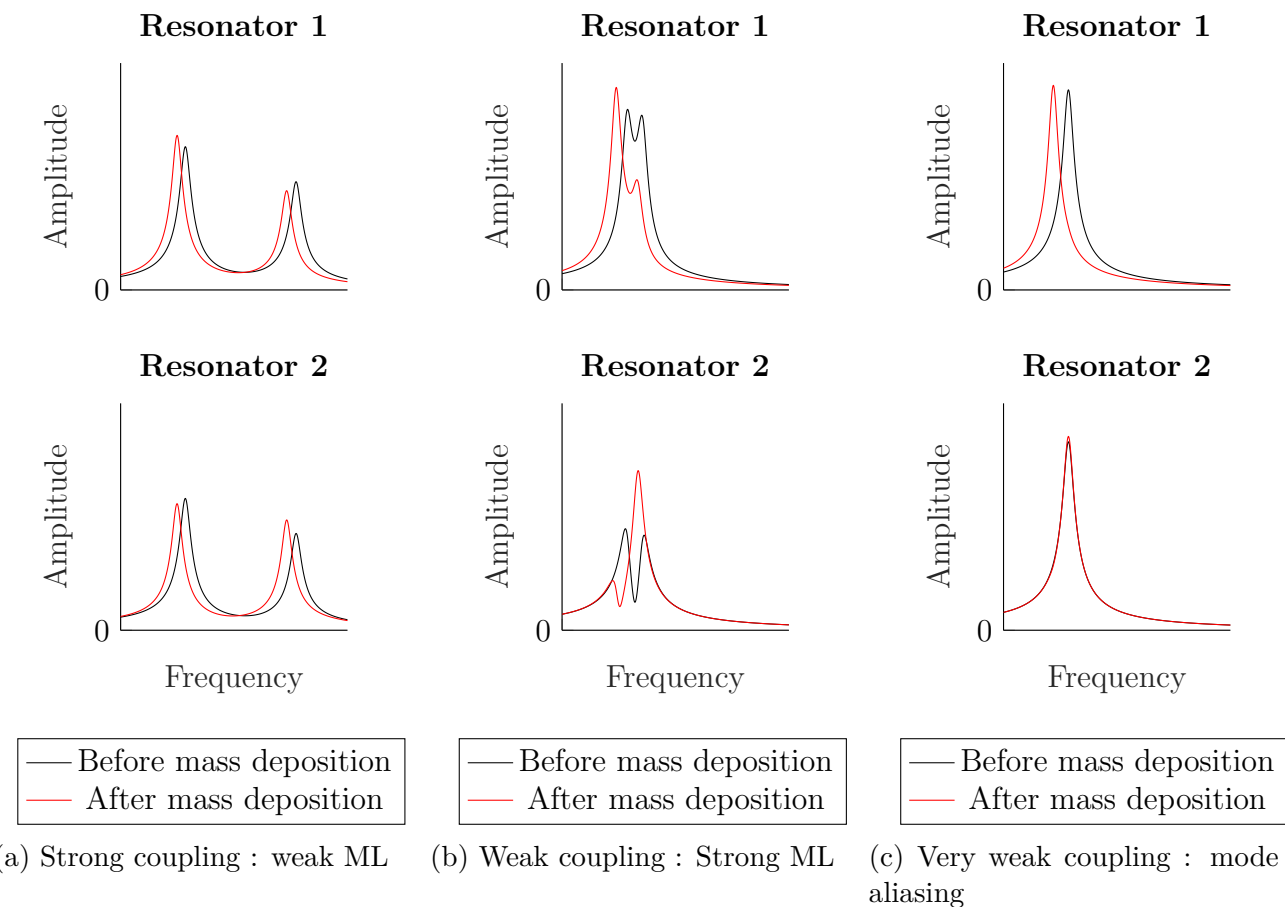 Resonator 1
Amplitude
0
Resonator 2
Amplitude
0
Frequency
Before mass deposition
After mass deposition
(a) Strong coupling : weak ML
Resonator 1
Amplitude
0
Resonator 2
Amplitude
0
Frequency
Before mass deposition
After mass deposition
(b) Weak coupling : Strong ML
Resonator 1
Amplitude
0
Resonator 2
Amplitude
0
Frequency
Before mass deposition
After mass deposition
(c) Very weak coupling : mode
aliasing